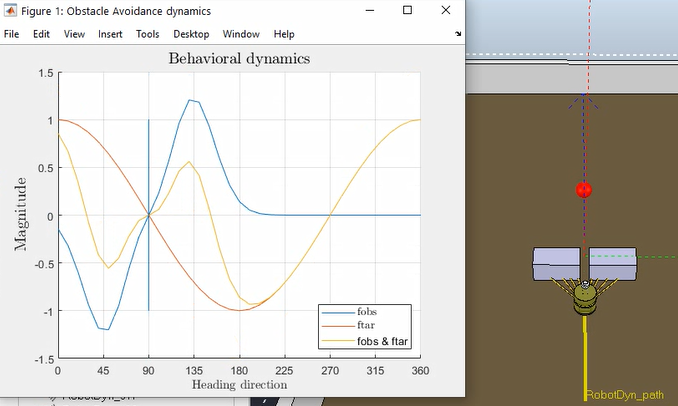 Figure 1: Obstacle Avoidance dynamics
File Edit View Insert Tools Desktop Window Help
Behavioral dynamics
Magnitude
1.5
1
0.5
0
-0.5
-1
-1.5
0 45 90 135 180 225 270 315 360
Heading direction
fobs
ftar
fobs & ftar
RobotDyn_path